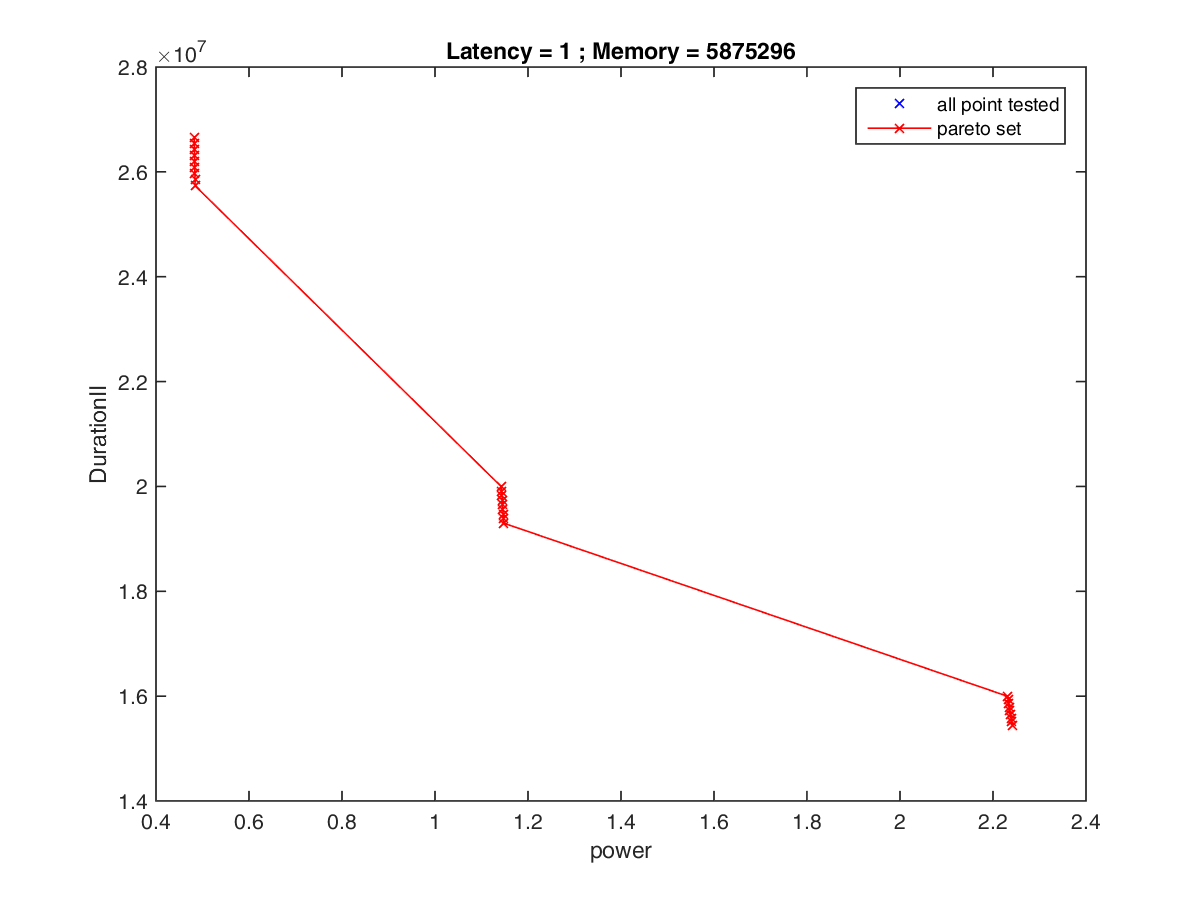 Latency = 1 ; Memory = 5875296
×10⁷
2.8
2.6
2.4
2.2
2
1.8
1.6
1.4
DurationII
all point tested
pareto set
0.4 0.6 0.8 1 1.2 1.4 1.6 1.8 2 2.2 2.4
power